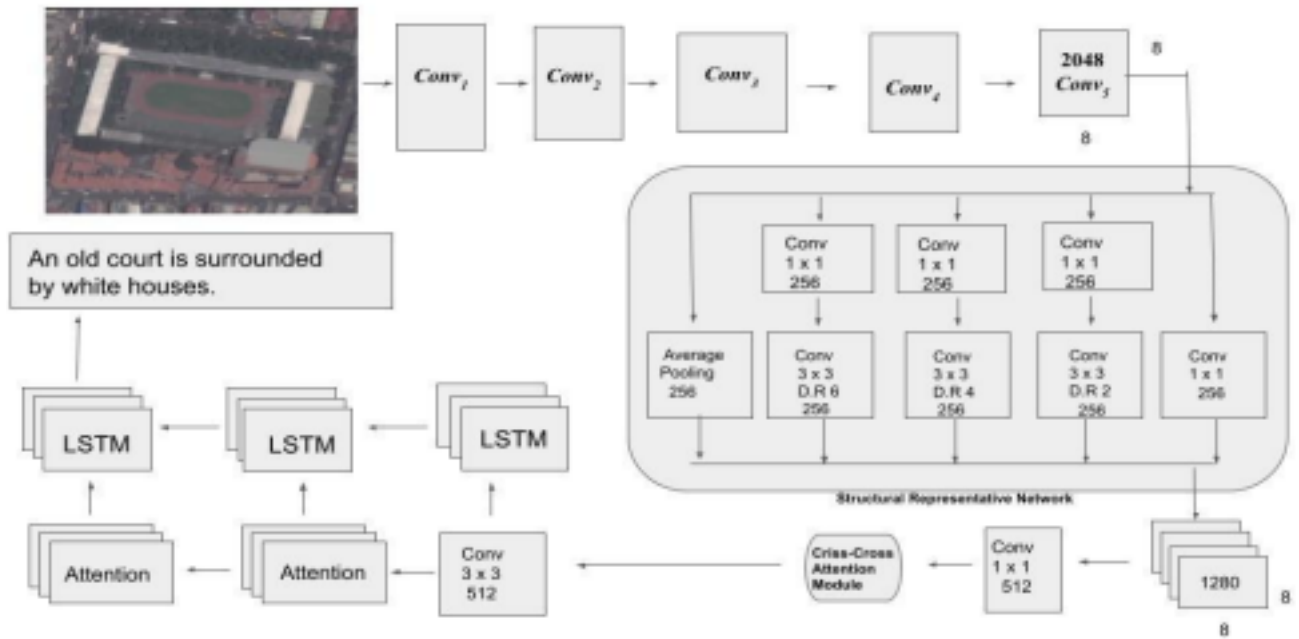 Conv1
Conv2
Conv3
Conv4
2048
Conv5
8
8
Conv
1 x 1
256
Conv
1 x 1
256
Conv
1 x 1
256
Average
Pooling
256
Conv
3 x 3
D.R 6
256
Conv
3 x 3
D.R 4
256
Conv
3 x 3
D.R 2
256
Conv
1 x 1
256
Structural Representative Network
An old court is surrounded
by white houses.
LSTM
LSTM
LSTM
Attention
Attention
Conv
3 x 3
512
Criss-Cross
Attention
Module
Conv
1 x 1
512
1280
8
8